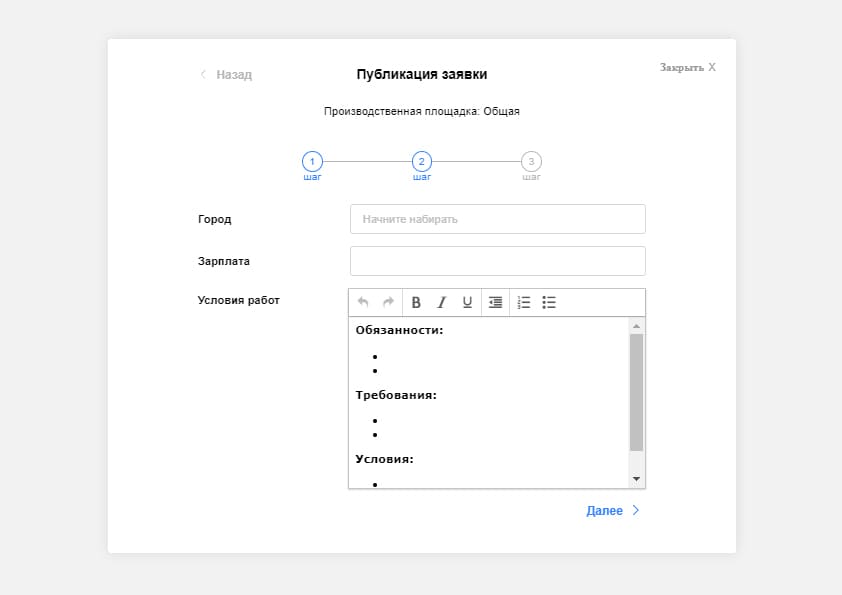 Назад
Публикация заявки
Закрыть X
Производственная площадка: Общая
1
шаг
2
шаг
3
шаг
Город
Начните набирать
Зарплата
Условия работ
B I U
Обязанности:
Требования:
Условия:
Далее